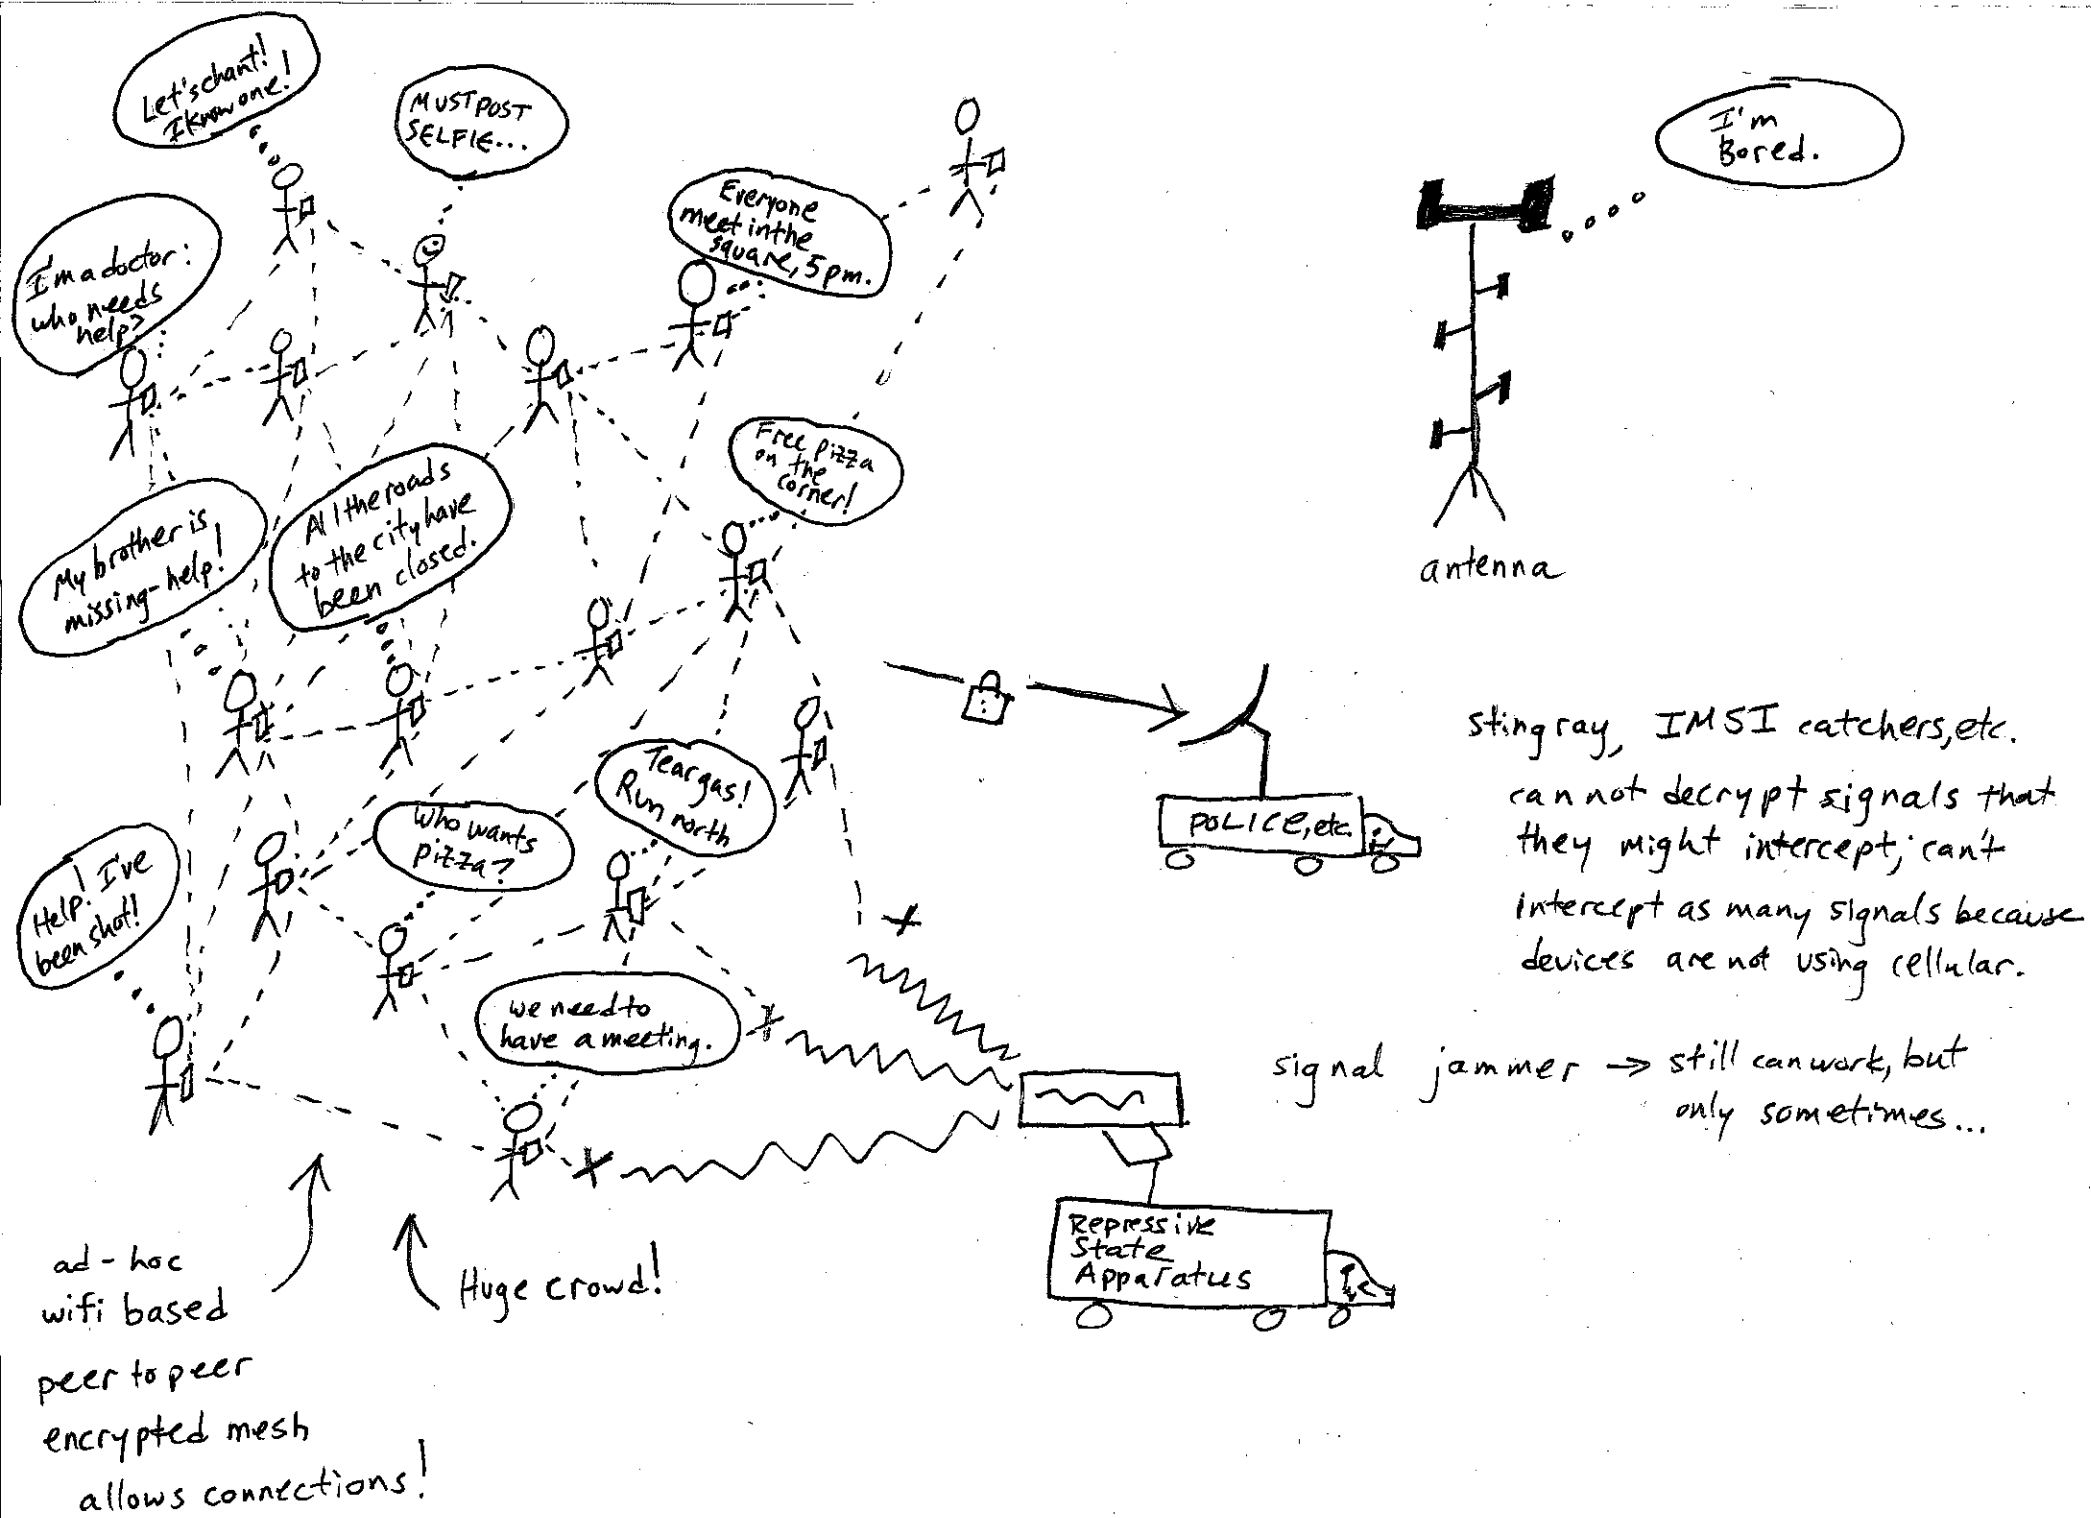 Let's chant!
I know one!
MUST POST
SELFIE...
I'm
Bored.
Everyone
meet in the
square, 5 pm.
I'm a doctor:
who needs
help?
Free pizza
on the
corner!
All the roads
to the city have
been closed.
My brother is
missing-help!
antenna
stingray, IMSI catchers, etc.
can not decrypt signals that
they might intercept; can't
intercept as many signals because
devices are not using cellular.
POLICE, etc.
Tear gas!
Run north
Who wants
pizza?
Help! I've
been shot!
we need to
have a meeting.
signal jammer → still can work, but
only sometimes...
Repressive
State
Apparatus
ad-hoc
wifi based
peer to peer
encrypted mesh
allows connections!
Huge crowd!